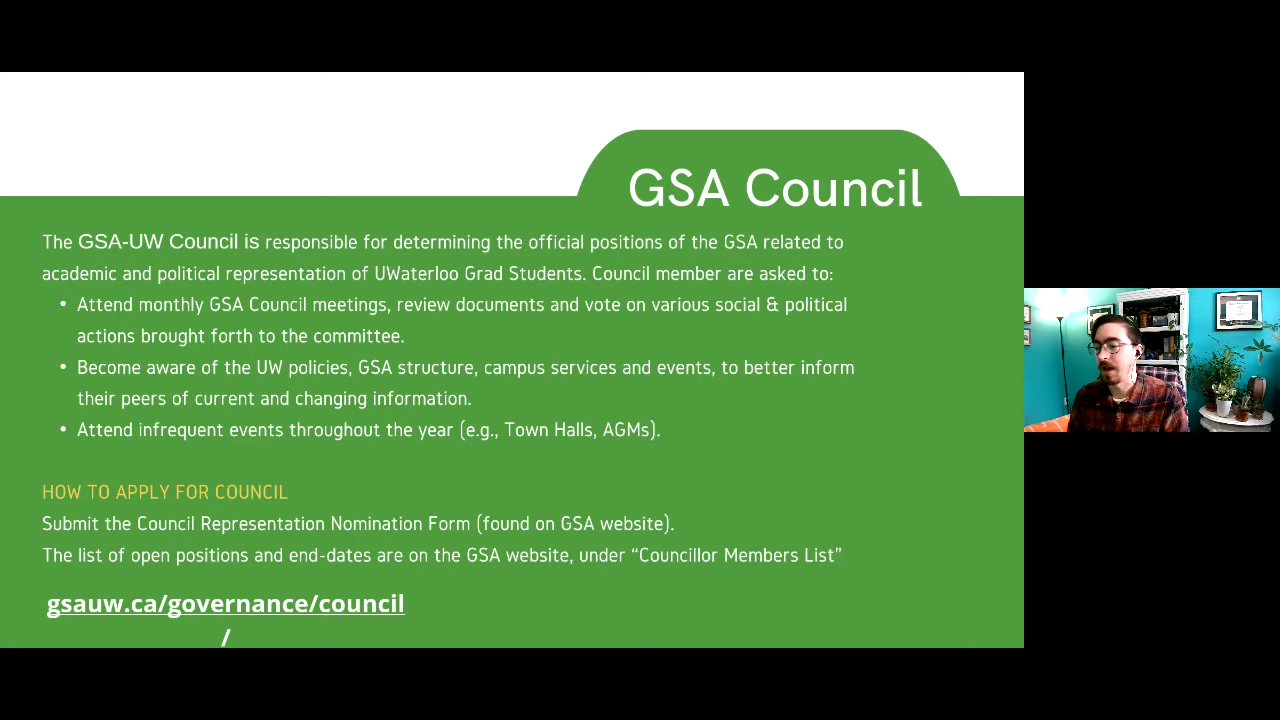 GSA Council
The GSA-UW Council is responsible for determining the official positions of the GSA related to
academic and political representation of UWaterloo Grad Students. Council member are asked to:
• Attend monthly GSA Council meetings, review documents and vote on various social & political
actions brought forth to the committee.
• Become aware of the UW policies, GSA structure, campus services and events, to better inform
their peers of current and changing information.
• Attend infrequent events throughout the year (e.g., Town Halls, AGMs).
HOW TO APPLY FOR COUNCIL
Submit the Council Representation Nomination Form (found on GSA website).
The list of open positions and end-dates are on the GSA website, under “Councillor Members List”
gsauw.ca/governance/council
/